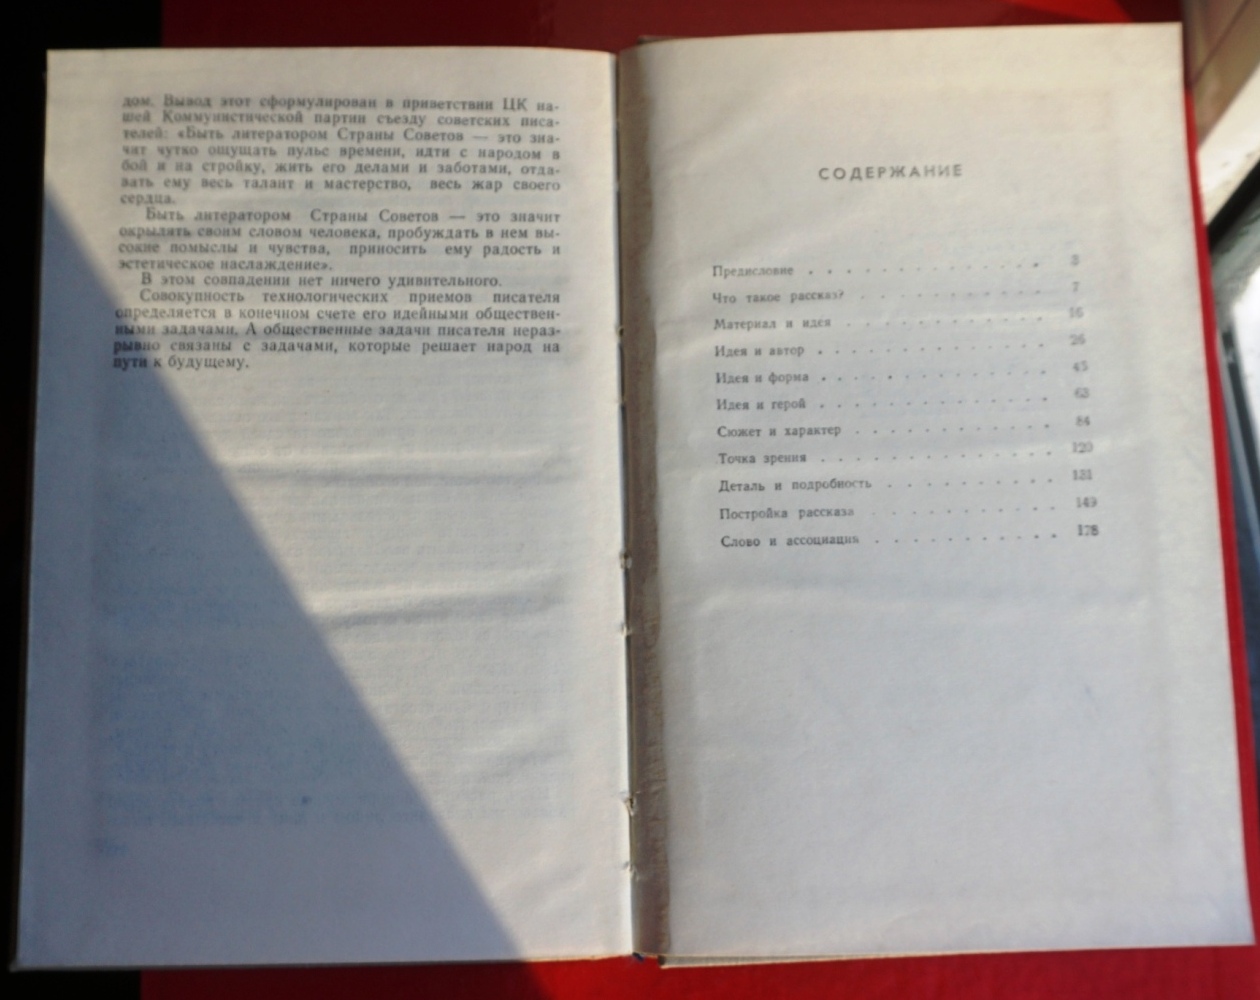 дом. Вывод этот сформулирован в приветствии ЦК на-
шей Коммунистической партии съезду советских писа-
телей: «Быть литератором Страны Советов — это зна-
чит чутко ощущать пульс времени, идти с народом в
бой и на стройку, жить его делами и заботами, отда-
вать ему весь талант и мастерство, весь жар своего
сердца.
Быть литератором Страны Советов — это значит
окрылять своим словом человека, пробуждать в нем вы-
сокие помыслы и чувства, приносить ему радость и
эстетическое наслаждение».
В этом совпадении нет ничего удивительного.
Совокупность технологических приемов писателя
определяется в конечном счете его идейными обществен-
ными задачами. А общественные задачи писателя нераз-
рывно связаны с задачами, которые решает народ на
пути к будущему.
СОДЕРЖАНИЕ
Предисловие . . . . . . . . . . . . 3
Что такое рассказ? . . . . . . . . . . 7
Материал и идея . . . . . . . . . . . 16
Идея и автор . . . . . . . . . . . . 26
Идея и форма . . . . . . . . . . . . 45
Идея и герой . . . . . . . . . . . . 63
Сюжет и характер . . . . . . . . . . 84
Точка зрения . . . . . . . . . . . . 120
Деталь и подробность . . . . . . . . . 131
Постройка рассказа . . . . . . . . . . 149
Слово и ассоциация . . . . . . . . . . 178